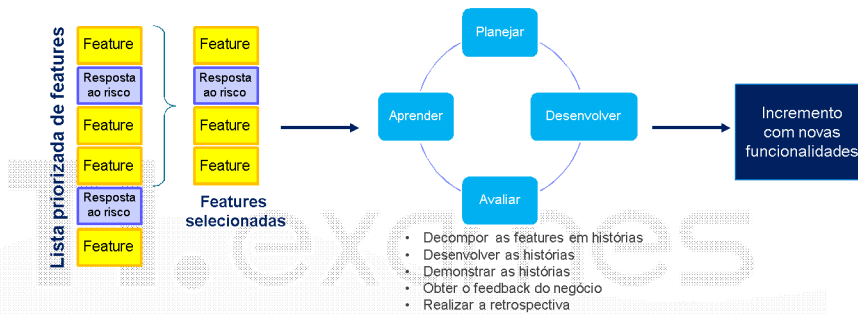 Lista priorizada de features
Feature
Resposta
ao risco
Feature
Feature
Resposta
ao risco
Feature
Feature
Resposta
ao risco
Feature
Feature
Features
selecionadas
Planejar
Aprender
Desenvolver
Avaliar
• Decompor as features em histórias
• Desenvolver as histórias
• Demonstrar as histórias
• Obter o feedback do negócio
• Realizar a retrospectiva
Incremento
com novas
funcionalidades
TI.exames